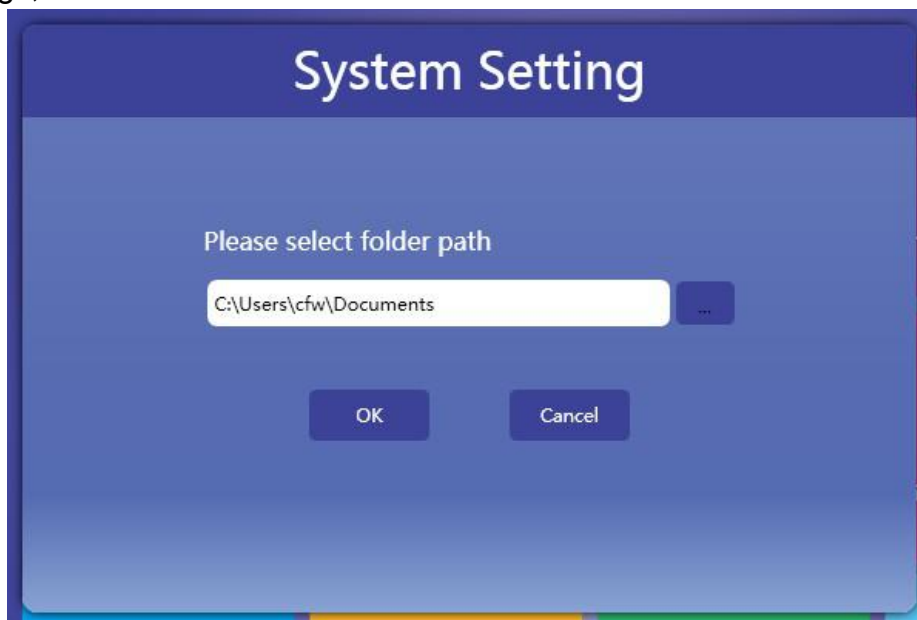 System Setting
Please select folder path
C:\Users\cfw\Documents
...
OK
Cancel